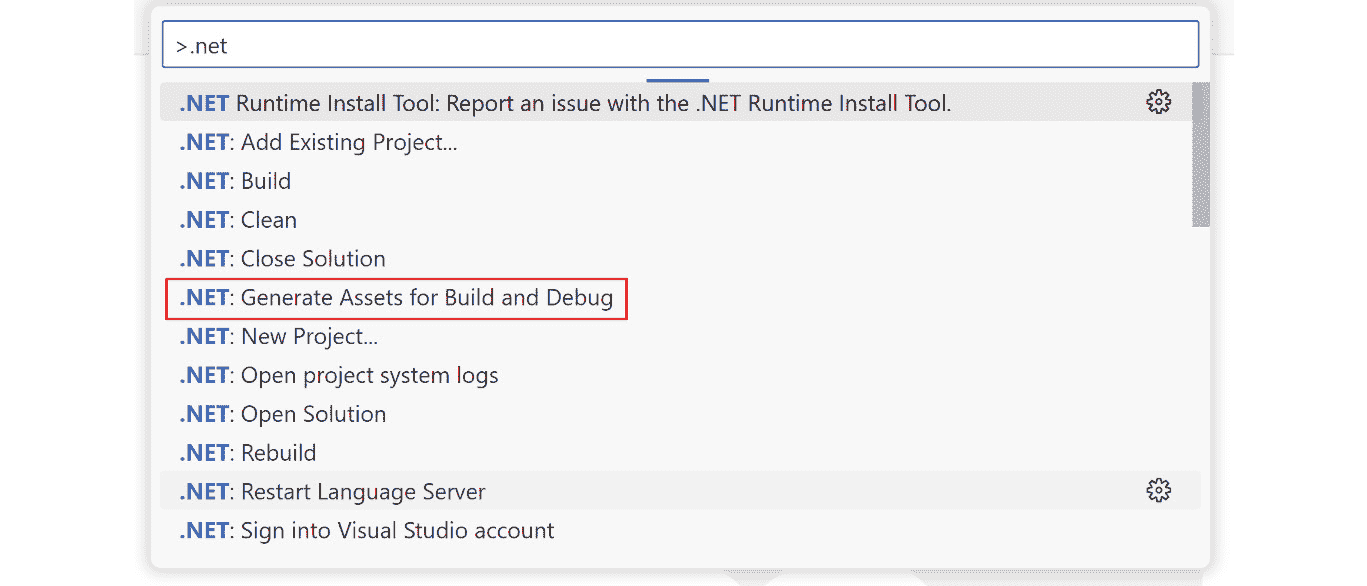 >.net
.NET Runtime Install Tool: Report an issue with the .NET Runtime Install Tool.
.NET: Add Existing Project...
.NET: Build
.NET: Clean
.NET: Close Solution
.NET: Generate Assets for Build and Debug
.NET: New Project...
.NET: Open project system logs
.NET: Open Solution
.NET: Rebuild
.NET: Restart Language Server
.NET: Sign into Visual Studio account